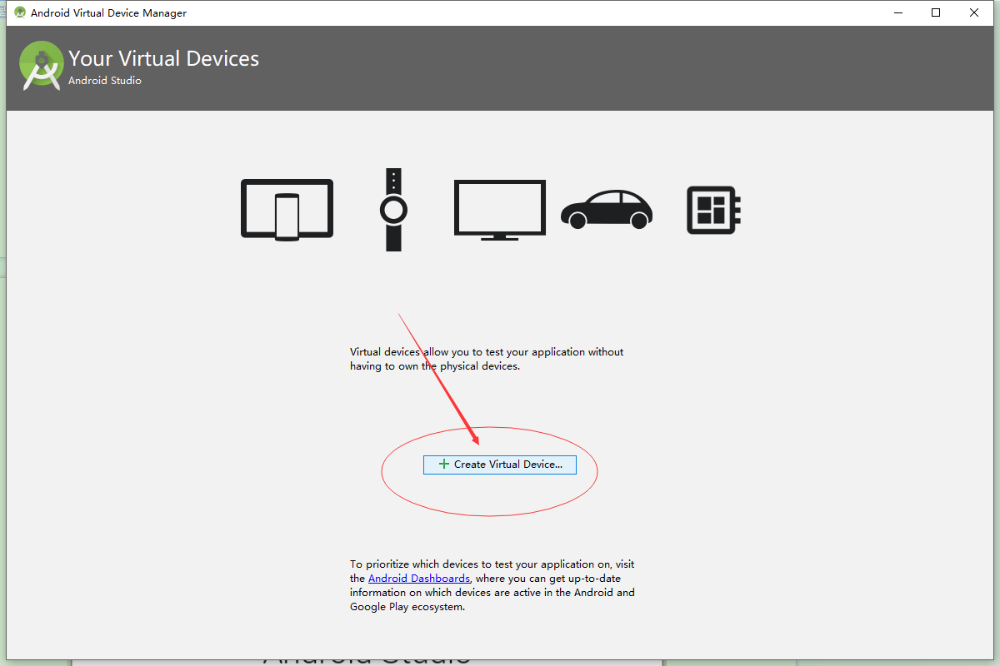 Android Virtual Device Manager
Your Virtual Devices
Android Studio
Virtual devices allow you to test your application without
having to own the physical devices.
Create Virtual Device...
To prioritize which devices to test your application on, visit
the Android Dashboards, where you can get up-to-date
information on which devices are active in the Android and
Google Play ecosystem.
Android Studio